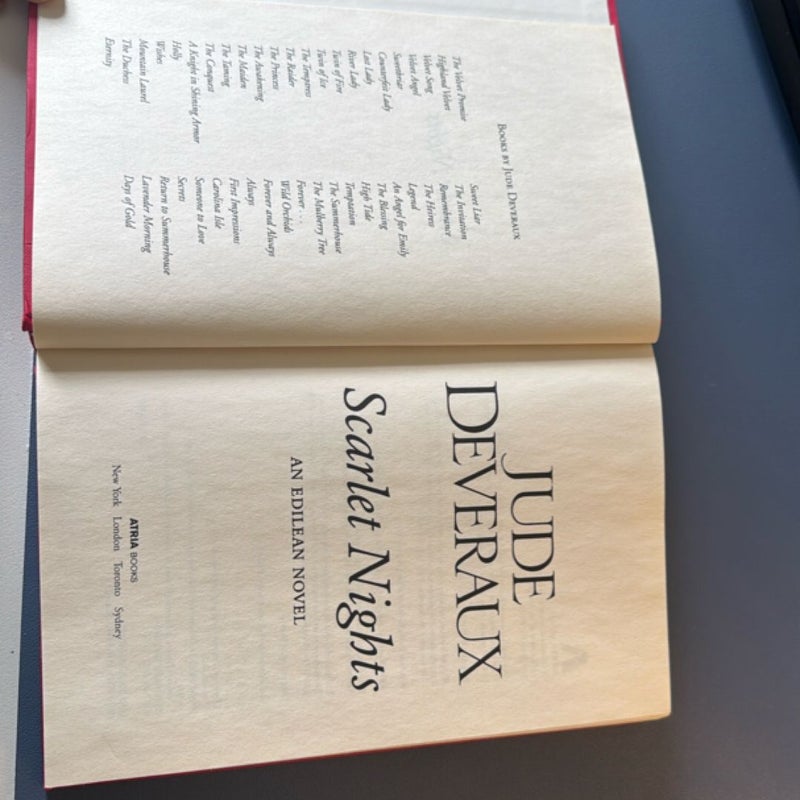 BOOKS BY JUDE DEVERAUX
The Velvet Promise
Highland Velvet
Velvet Song
Velvet Angel
Sweetbriar
Counterfeit Lady
Lost Lady
River Lady
Twin of Fire
Twin of Ice
The Temptress
The Raider
The Princess
The Awakening
The Maiden
The Taming
The Conquest
A Knight in Shining Armor
Holly
Wishes
Mountain Laurel
The Duchess
Eternity
Sweet Liar
The Invitation
Remembrance
The Heiress
Legend
An Angel for Emily
The Blessing
High Tide
Temptation
The Summerhouse
The Mulberry Tree
Forever . . .
Wild Orchids
Forever and Always
Always
First Impressions
Carolina Isle
Someone to Love
Secrets
Return to Summerhouse
Lavender Morning
Days of Gold
JUDE
DEVERAUX
Scarlet Nights
AN EDILEAN NOVEL
ATRIA BOOKS
New York London Toronto Sydney